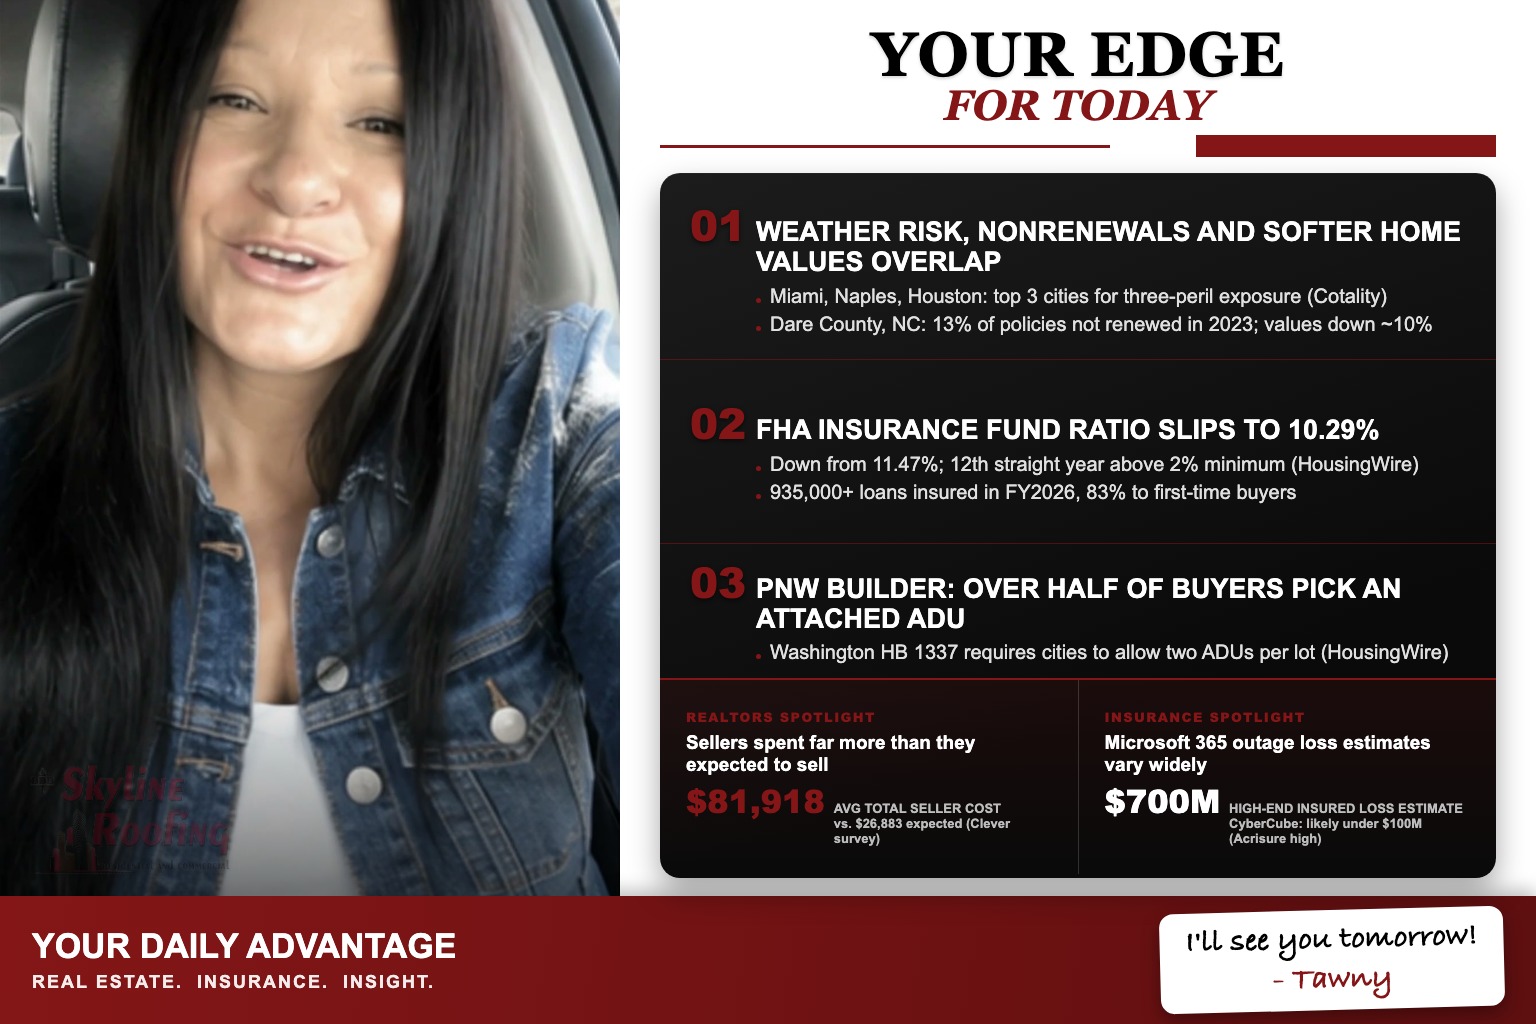 YOUR EDGE
FOR TODAY
01 WEATHER RISK, NONRENEWALS AND SOFTER HOME
VALUES OVERLAP
• Miami, Naples, Houston: top 3 cities for three-peril exposure (Cotality)
• Dare County, NC: 13% of policies not renewed in 2023; values down ~10%
02 FHA INSURANCE FUND RATIO SLIPS TO 10.29%
• Down from 11.47%; 12th straight year above 2% minimum (HousingWire)
• 935,000+ loans insured in FY2026, 83% to first-time buyers
03 PNW BUILDER: OVER HALF OF BUYERS PICK AN
ATTACHED ADU
• Washington HB 1337 requires cities to allow two ADUs per lot (HousingWire)
REALTORS SPOTLIGHT
Sellers spent far more than they
expected to sell
$81,918 AVG TOTAL SELLER COST
vs. $26,883 expected (Clever
survey)
INSURANCE SPOTLIGHT
Microsoft 365 outage loss estimates
vary widely
$700M HIGH-END INSURED LOSS ESTIMATE
CyberCube: likely under $100M
(Acrisure high)
Skyline
Roofing
YOUR DAILY ADVANTAGE
REAL ESTATE. INSURANCE. INSIGHT.
I'll see you tomorrow!
- Tawny